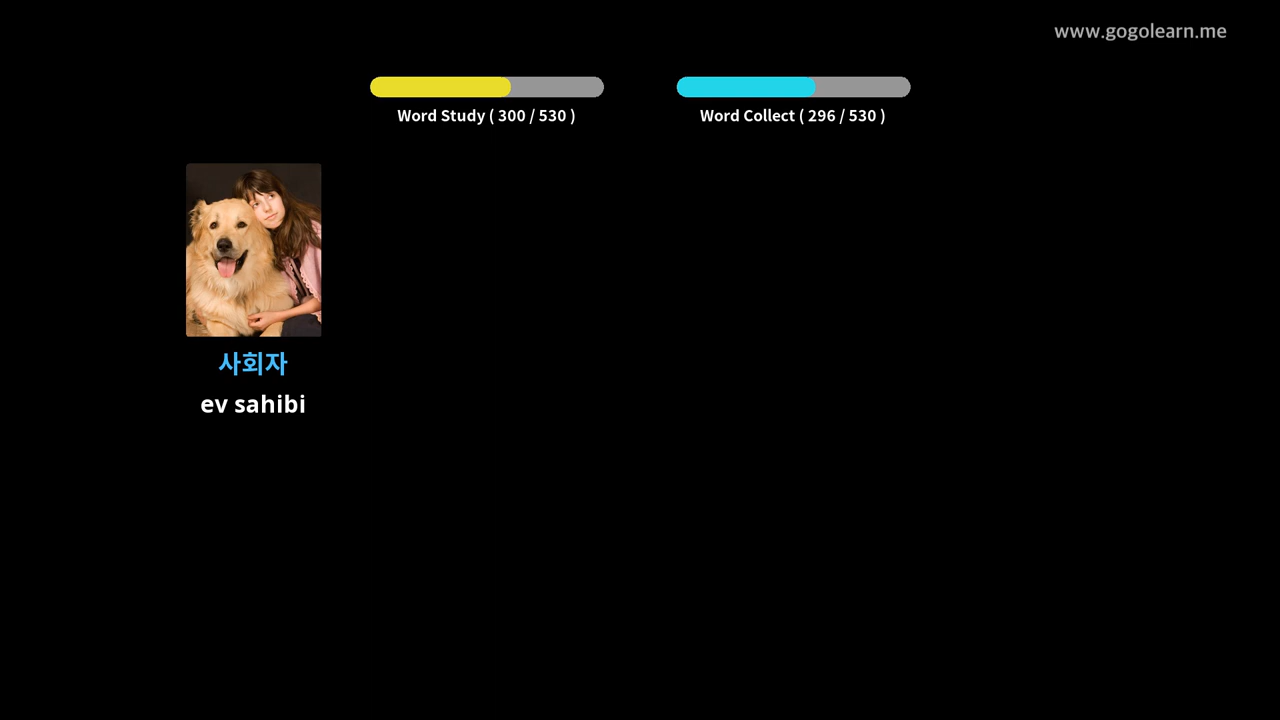 www.gogolearn.me
Word Study ( 300 / 530 )
Word Collect ( 296 / 530 )
사회자
ev sahibi